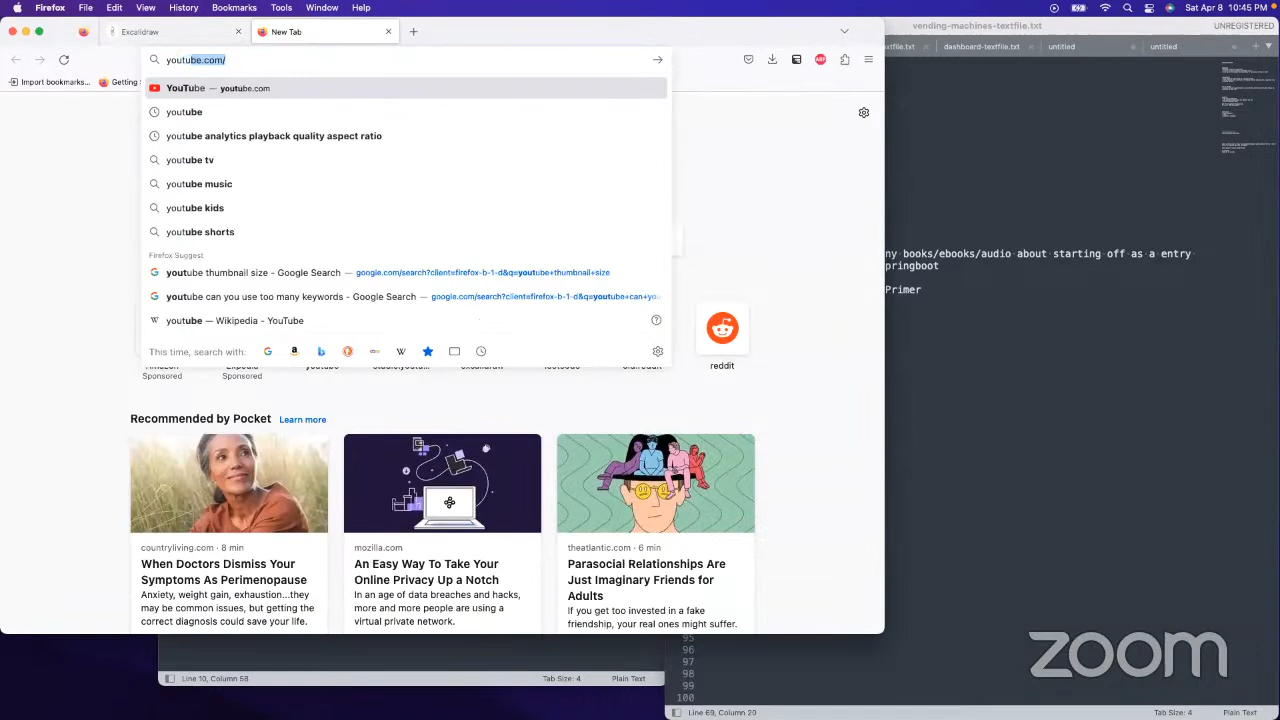 Firefox File Edit View History Bookmarks Tools Window Help Sat Apr 8 10:45 PM
Excalidraw New Tab
vending-machines-textfile.txt UNREGISTERED
xtfile.txt dashboard-textfile.txt untitled untitled
youtube.com/
Import bookmarks... Getting S
YouTube — youtube.com
youtube
youtube analytics playback quality aspect ratio
youtube tv
youtube music
youtube kids
youtube shorts
Firefox Suggest
youtube thumbnail size - Google Search — google.com/search?client=firefox-b-1-d&q=youtube+thumbnail+size
youtube can you use too many keywords - Google Search — google.com/search?client=firefox-b-1-d&q=youtube+can+you
youtube — Wikipedia - YouTube
This time, search with:
reddit
Sponsored Sponsored
ny books/ebooks/audio about starting off as a entry
pringboot
Primer
Recommended by Pocket Learn more
countryliving.com · 8 min
When Doctors Dismiss Your
Symptoms As Perimenopause
Anxiety, weight gain, exhaustion...they
may be common issues, but getting the
correct diagnosis could save your life.
mozilla.com
An Easy Way To Take Your
Online Privacy Up a Notch
In an age of data breaches and hacks,
more and more people are using a
virtual private network.
theatlantic.com · 6 min
Parasocial Relationships Are
Just Imaginary Friends for
Adults
If you get too invested in a fake
friendship, your real ones might suffer.
95
96
97
98
99
100
Line 10, Column 58 Tab Size: 4 Plain Text
Line 69, Column 20 Tab Size: 4 Plain Text
zoom